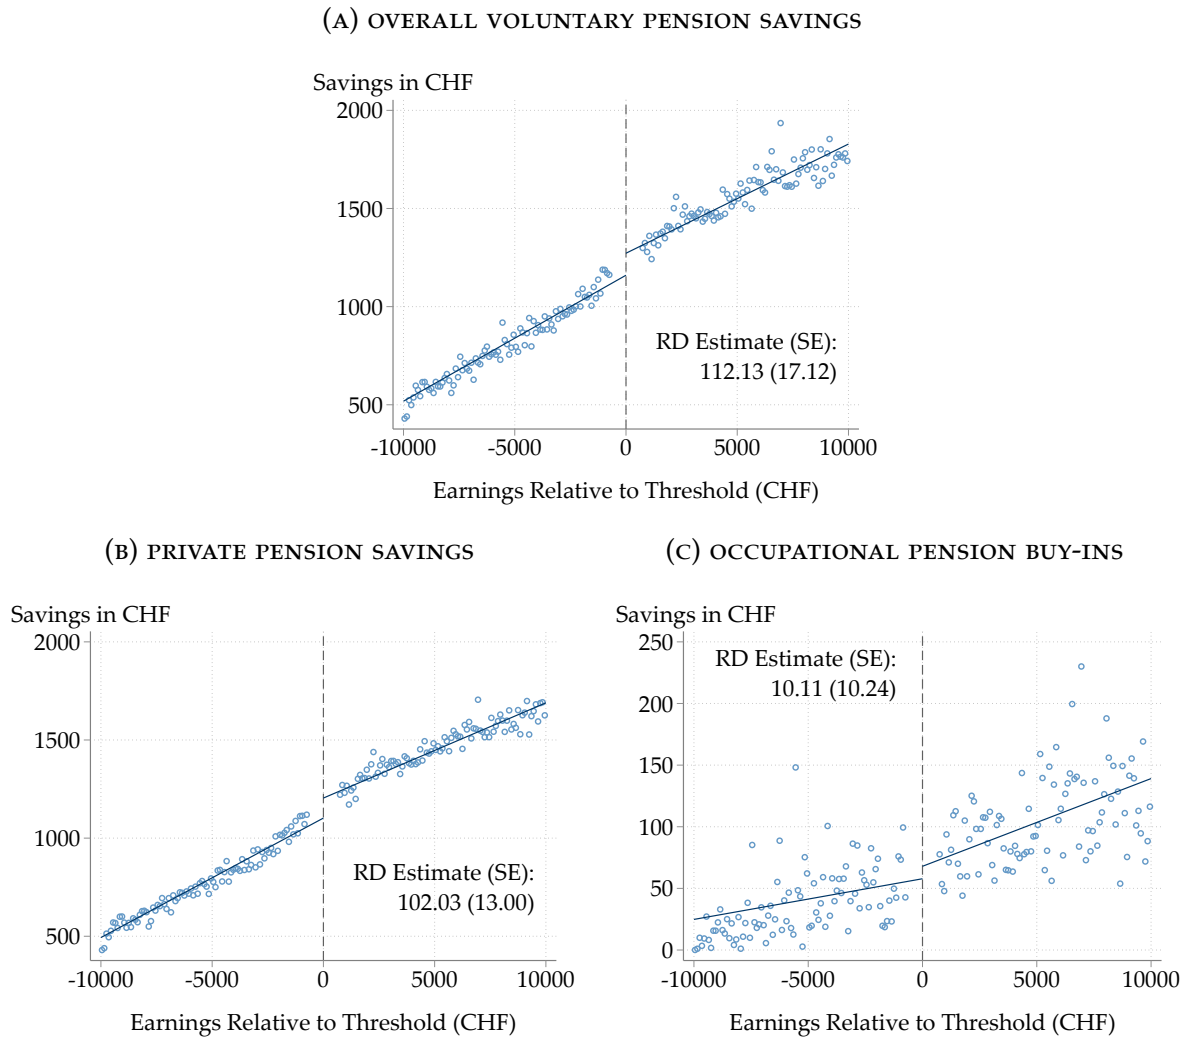 (A) OVERALL VOLUNTARY PENSION SAVINGS
Savings in CHF
2000
1500
1000
500
RD Estimate (SE):
112.13 (17.12)
-10000 -5000 0 5000 10000
Earnings Relative to Threshold (CHF)
(B) PRIVATE PENSION SAVINGS
Savings in CHF
2000
1500
1000
500
RD Estimate (SE):
102.03 (13.00)
-10000 -5000 0 5000 10000
Earnings Relative to Threshold (CHF)
(C) OCCUPATIONAL PENSION BUY-INS
Savings in CHF
250
200
150
100
50
0
RD Estimate (SE):
10.11 (10.24)
-10000 -5000 0 5000 10000
Earnings Relative to Threshold (CHF)